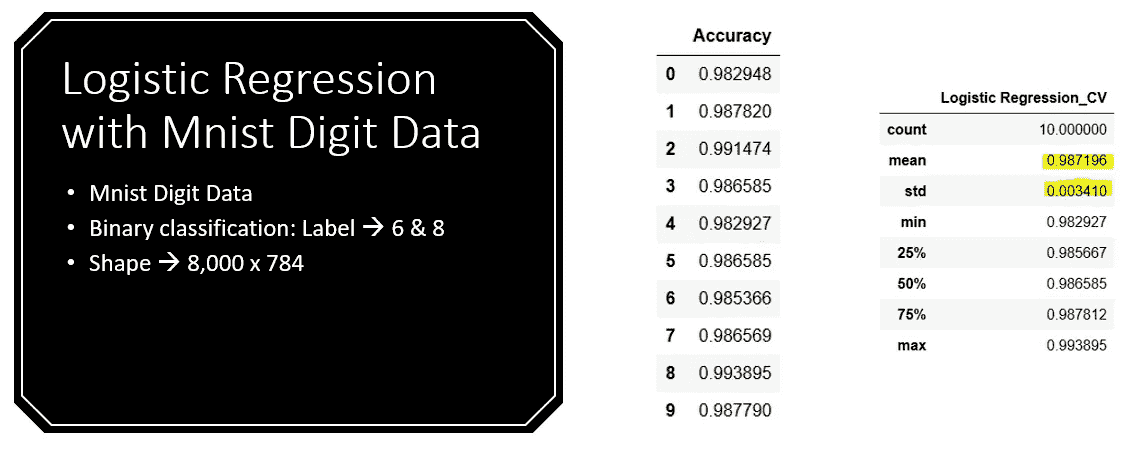 Logistic Regression
with Mnist Digit Data
• Mnist Digit Data
• Binary classification: Label → 6 & 8
• Shape → 8,000 x 784
Accuracy
0 0.982948
1 0.987820
2 0.991474
3 0.986585
4 0.982927
5 0.986585
6 0.985366
7 0.986569
8 0.993895
9 0.987790
Logistic Regression_CV
count 10.000000
mean 0.987196
std 0.003410
min 0.982927
25% 0.985667
50% 0.986585
75% 0.987812
max 0.993895